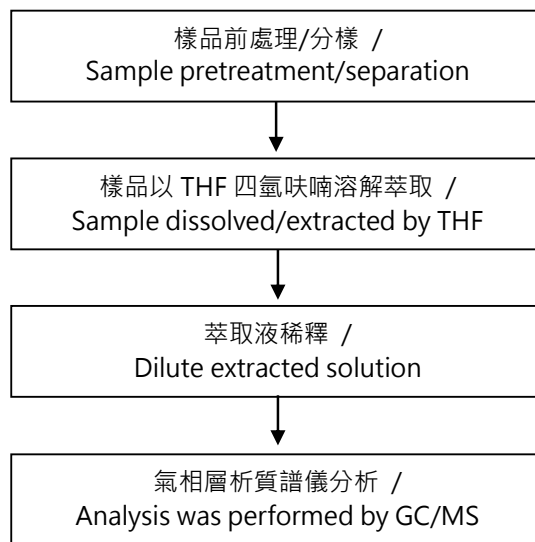 樣品前處理/分樣 /
Sample pretreatment/separation
樣品以 THF 四氫呋喃溶解萃取 /
Sample dissolved/extracted by THF
萃取液稀釋 /
Dilute extracted solution
氣相層析質譜儀分析 /
Analysis was performed by GC/MS